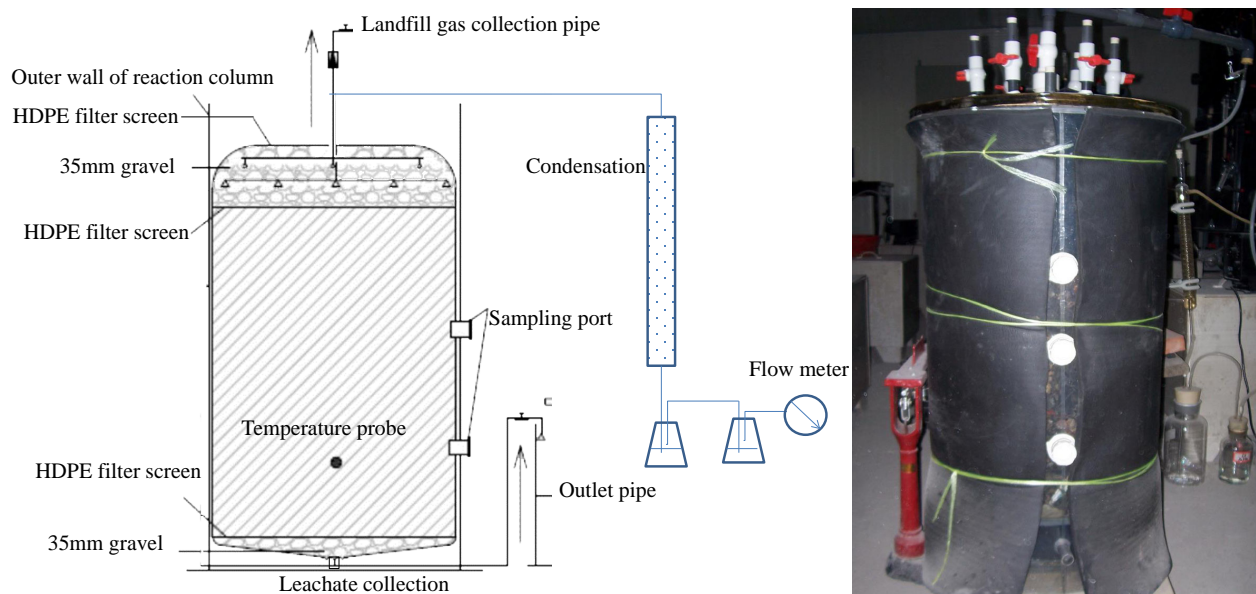 Landfill gas collection pipe
Outer wall of reaction column
HDPE filter screen
35mm gravel
Condensation
HDPE filter screen
Sampling port
Flow meter
Temperature probe
HDPE filter screen
Outlet pipe
35mm gravel
Leachate collection